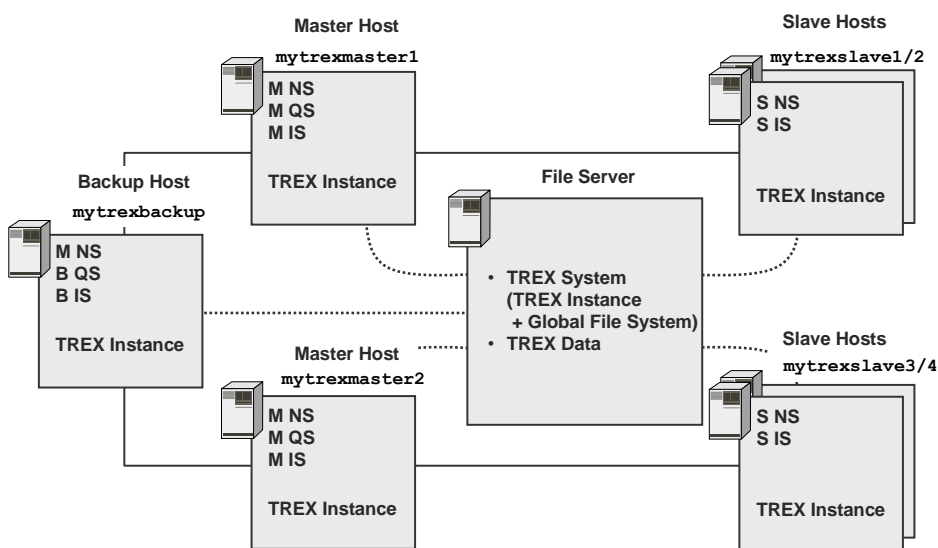 Master Host
mytrexmaster1
M NS
M QS
M IS
TREX Instance
Slave Hosts
mytrexslave1/2
S NS
S IS
TREX Instance
Backup Host
mytrexbackup
M NS
B QS
B IS
TREX Instance
File Server
• TREX System
(TREX Instance
+ Global File System)
• TREX Data
Master Host
mytrexmaster2
M NS
M QS
M IS
TREX Instance
Slave Hosts
mytrexslave3/4
S NS
S IS
TREX Instance